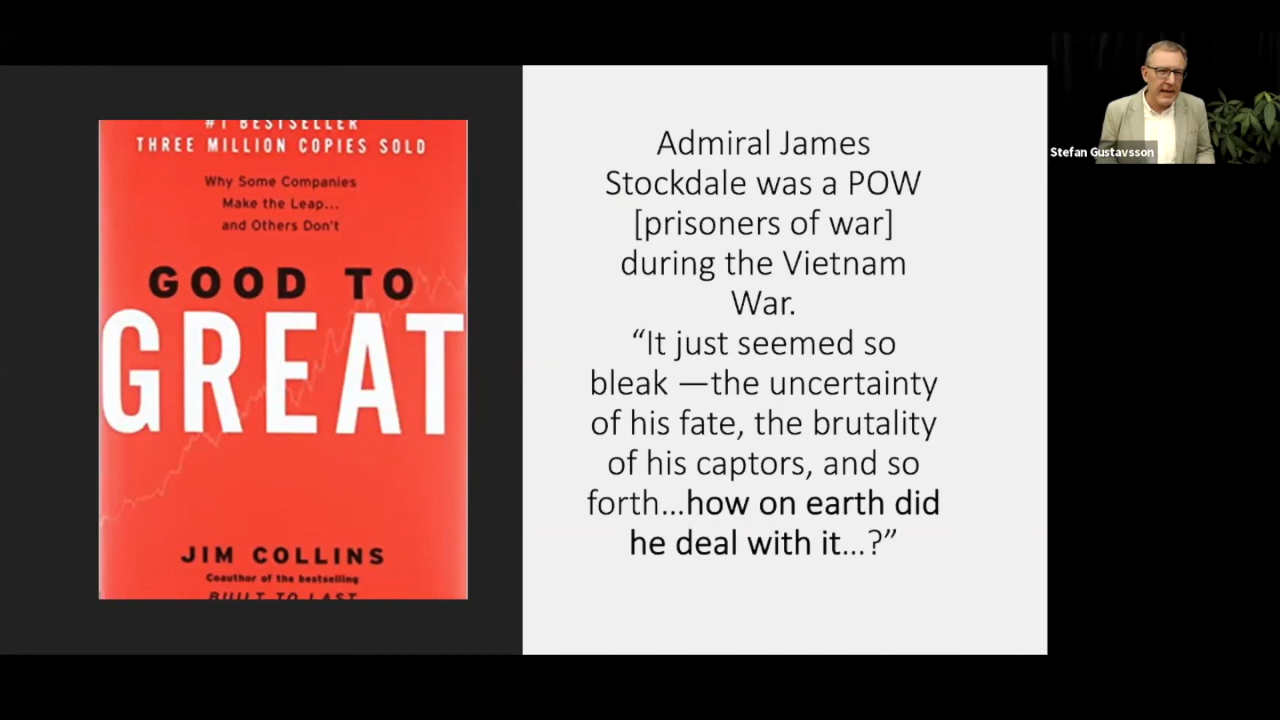 #1 BESTSELLER
THREE MILLION COPIES SOLD
Why Some Companies
Make the Leap...
and Others Don't
GOOD TO
GREAT
JIM COLLINS
Coauthor of the bestselling
BUILT TO LAST
Admiral James
Stockdale was a POW
[prisoners of war]
during the Vietnam
War.
“It just seemed so
bleak —the uncertainty
of his fate, the brutality
of his captors, and so
forth...how on earth did
he deal with it...?”
Stefan Gustavsson